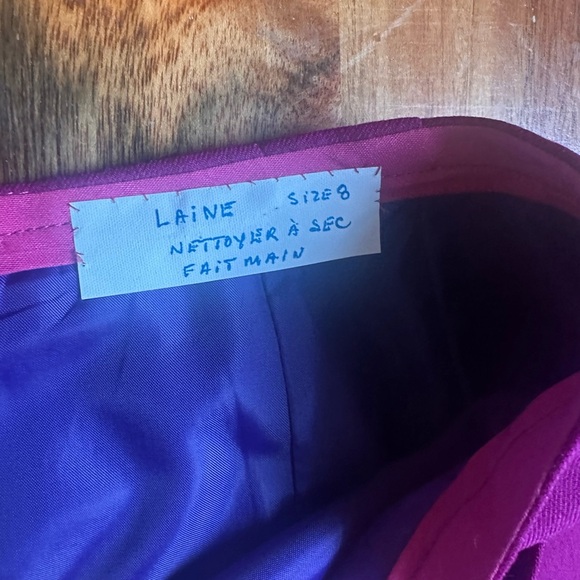 LAiNE SiZE 8
NETTOYER À SEC
FAIT MAIN